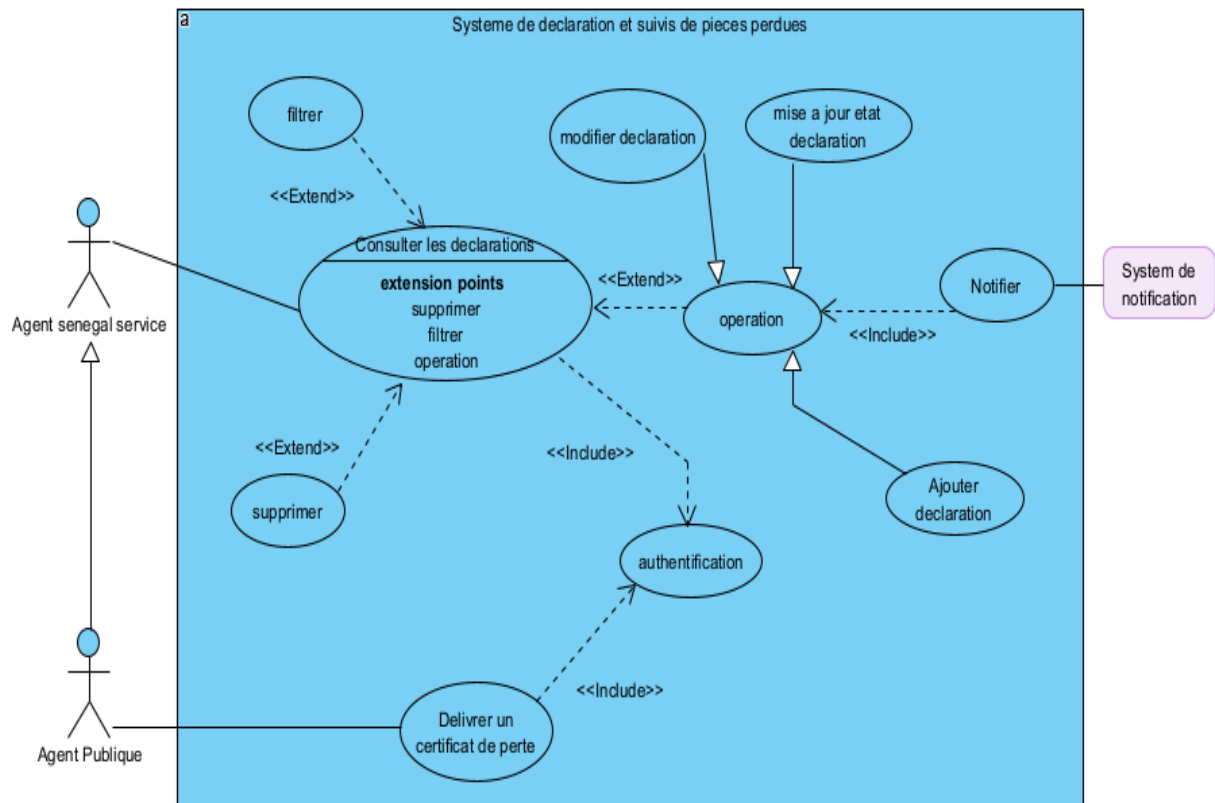 a
Systeme de declaration et suivis de pieces perdues
filtrer
modifier declaration
mise a jour etat
declaration
<<Extend>>
Consulter les declarations
extension points
supprimer
filtrer
operation
<<Extend>>
operation
Notifier
System de
notification
<<Include>>
Agent senegal service
<<Extend>>
<<Include>>
supprimer
Ajouter
declaration
authentification
<<Include>>
Delivrer un
certificat de perte
Agent Publique